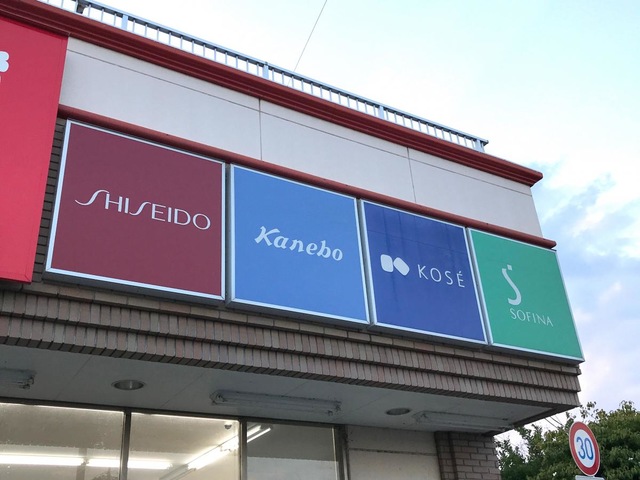 SHISEIDO
Kanebo
KOSÉ
SOFINA
30